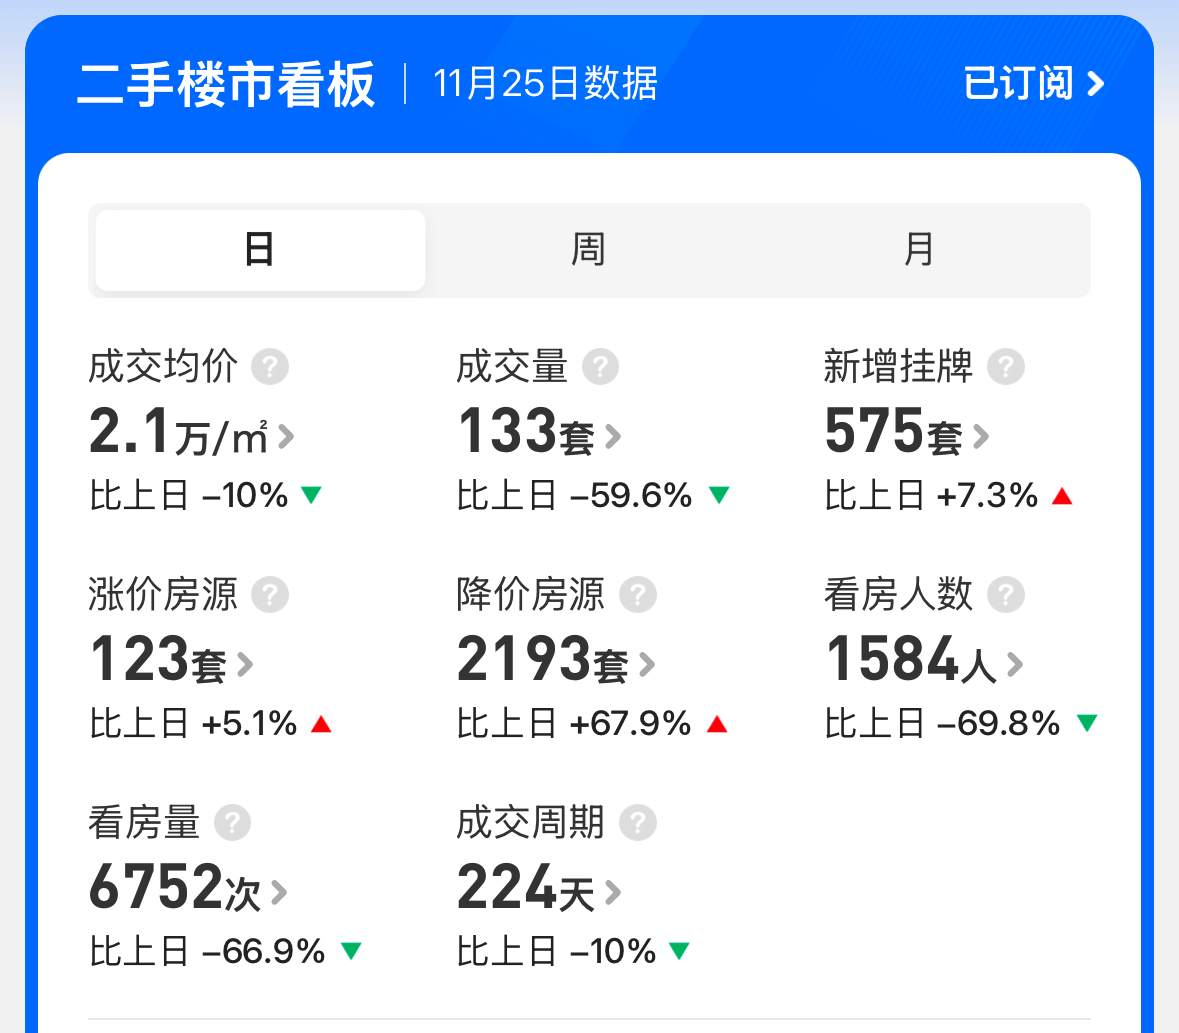 二手楼市看板 | 11月25日数据 已订阅 >
日 周 月
成交均价 ? 成交量 ? 新增挂牌 ?
2.1万/㎡ > 133套 > 575套 >
比上日 –10% ▼ 比上日 –59.6% ▼ 比上日 +7.3% ▲
涨价房源 ? 降价房源 ? 看房人数 ?
123套 > 2193套 > 1584人 >
比上日 +5.1% ▲ 比上日 +67.9% ▲ 比上日 –69.8% ▼
看房量 ? 成交周期 ?
6752次 > 224天 >
比上日 –66.9% ▼ 比上日 –10% ▼